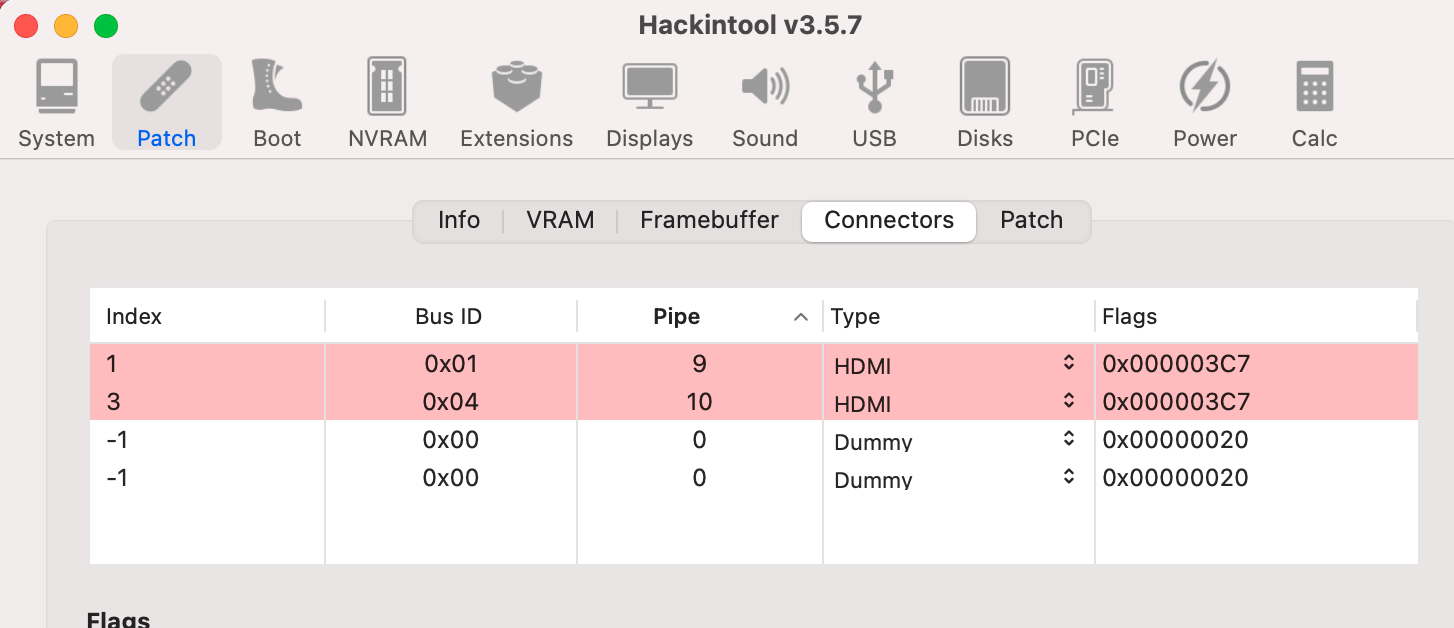 Hackintool v3.5.7
System Patch Boot NVRAM Extensions Displays Sound USB Disks PCIe Power Calc
Info VRAM Framebuffer Connectors Patch
Index Bus ID Pipe Type Flags
1 0x01 9 HDMI 0x000003C7
3 0x04 10 HDMI 0x000003C7
-1 0x00 0 Dummy 0x00000020
-1 0x00 0 Dummy 0x00000020
Flags